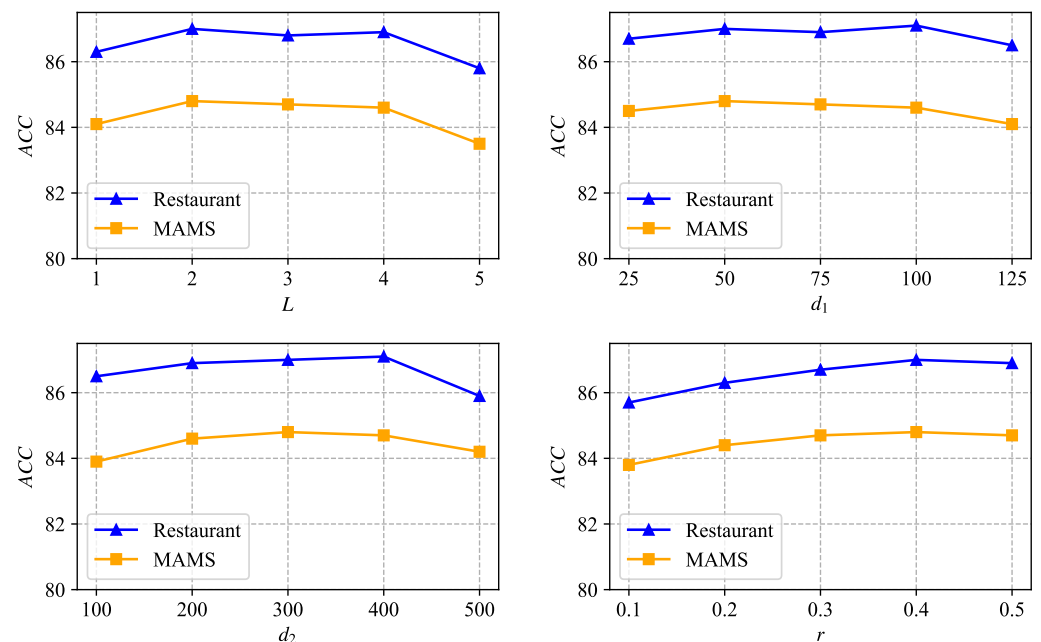 86
84
82
80
ACC
Restaurant
MAMS
1 2 3 4 5
L
86
84
82
80
ACC
Restaurant
MAMS
25 50 75 100 125
d₁
86
84
82
80
ACC
Restaurant
MAMS
100 200 300 400 500
d₂
86
84
82
80
ACC
Restaurant
MAMS
0.1 0.2 0.3 0.4 0.5
r